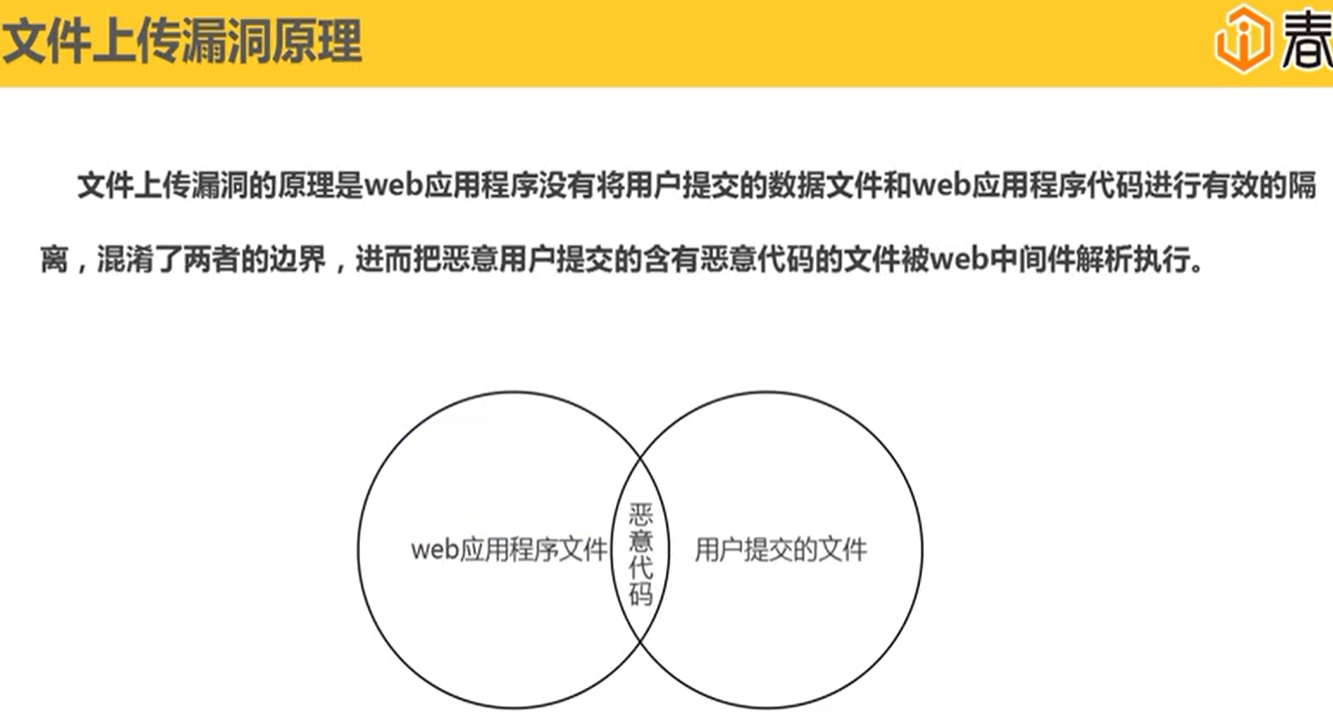 文件上传漏洞原理
春
文件上传漏洞的原理是web应用程序没有将用户提交的数据文件和web应用程序代码进行有效的隔
离，混淆了两者的边界，进而把恶意用户提交的含有恶意代码的文件被web中间件解析执行。
web应用程序文件
恶意代码
用户提交的文件